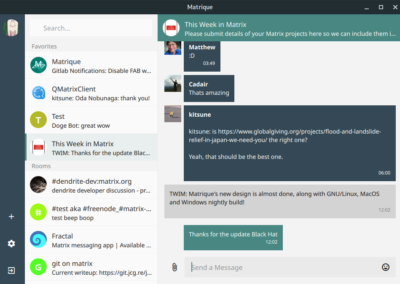 Matrique
Search...
Favorites
Matrique
Gitlab Notifications: Disable FAB w...
QMatrixClient
kitsune: Oda Nobunaga: thank you!
Test
Doge Bot: great wow
This Week in Matrix
TWIM: Thanks for the update Blac...
Rooms
#dendrite-dev:matrix.org
dendrite developer discussion - pr...
#test aka #freenode_#matrix-...
test beep boop
Fractal
Matrix messaging app | Available ...
git on matrix
Current writeup: https://git.jcg.re/j...
This Week in Matrix
Please submit details of your Matrix projects here so we can include them i...
Matthew
:D
03:49
Cadair
Thats amazing
kitsune
kitsune: is https://www.globalgiving.org/projects/flood-and-landslide-
relief-in-japan-we-need-you/ the right one?
Yeah, that should be the best one.
06:00
TWIM: Matrique's new design is almost done, along with GNU/Linux, MacOS
and Windows nightly build!
12:02
Thanks for the update Black Hat
12:02
Send a Message